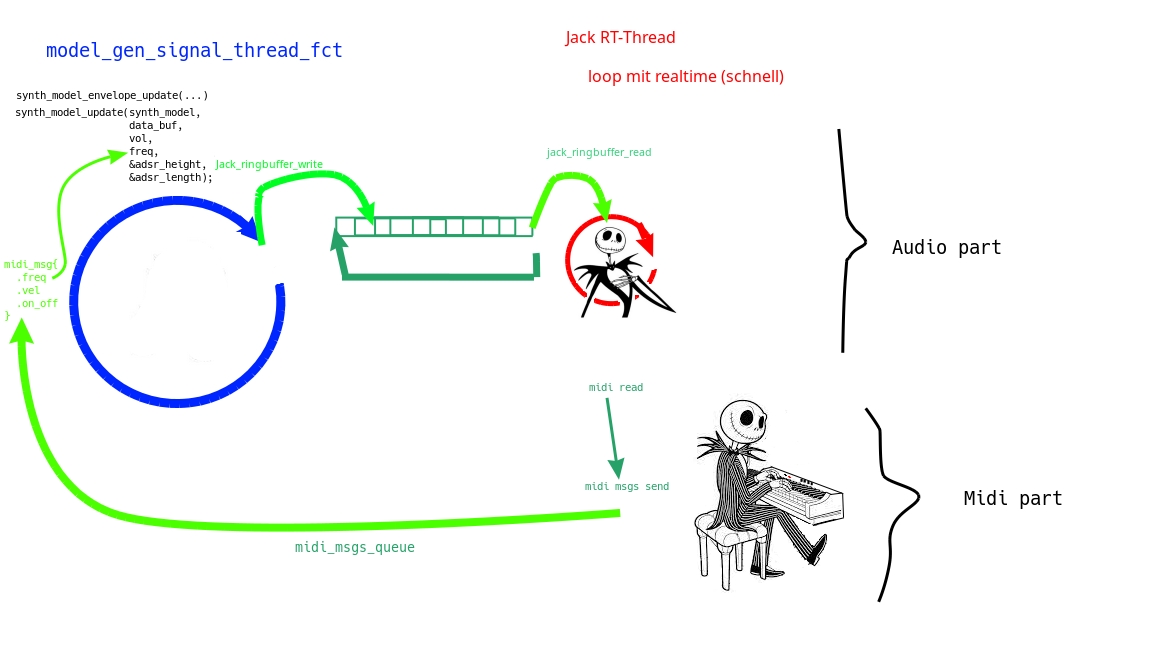 Jack RT-Thread
model_gen_signal_thread_fct
loop mit realtime (schnell)
synth_model_envelope_update(...)
synth_model_update(synth_model,
data_buf,
vol,
freq,
&adsr_height,
&adsr_length);
Jack_ringbuffer_write
jack_ringbuffer_read
Audio part
midi_msg{
.freq
.vel
.on_off
}
midi read
midi msgs send
Midi part
midi_msgs_queue